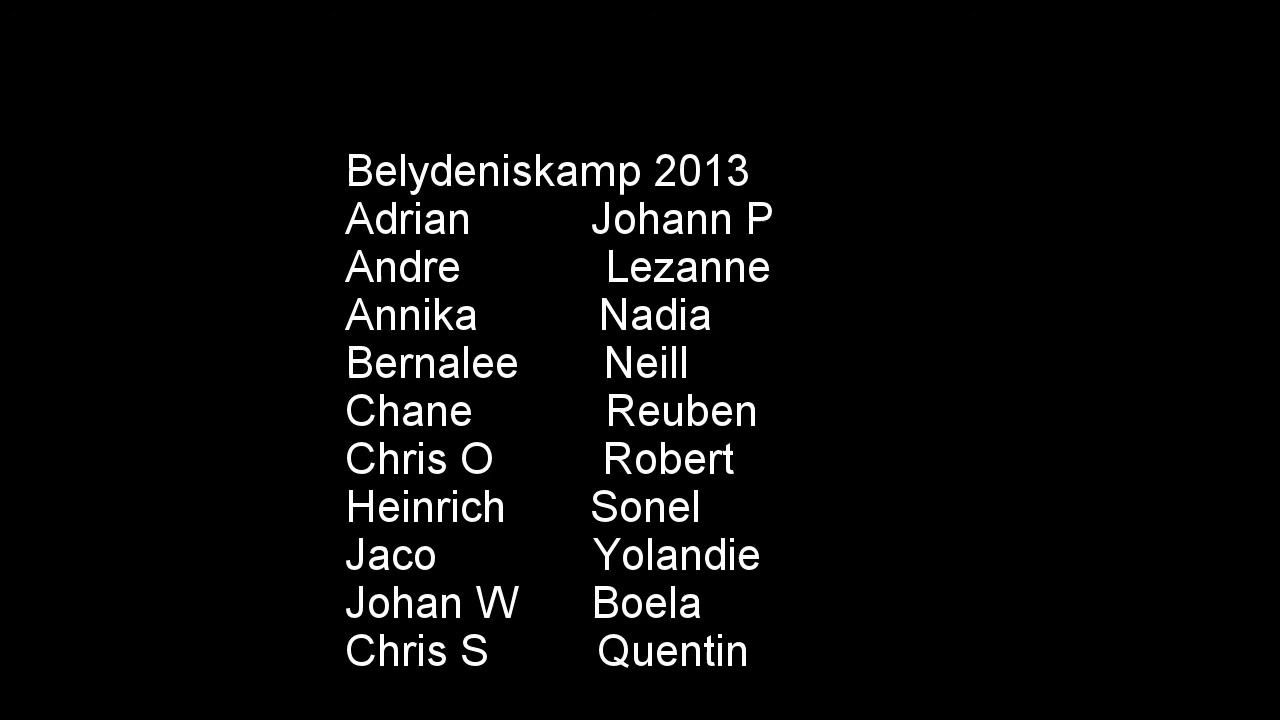 Belydeniskamp 2013
Adrian Johann P
Andre Lezanne
Annika Nadia
Bernalee Neill
Chane Reuben
Chris O Robert
Heinrich Sonel
Jaco Yolandie
Johan W Boela
Chris S Quentin